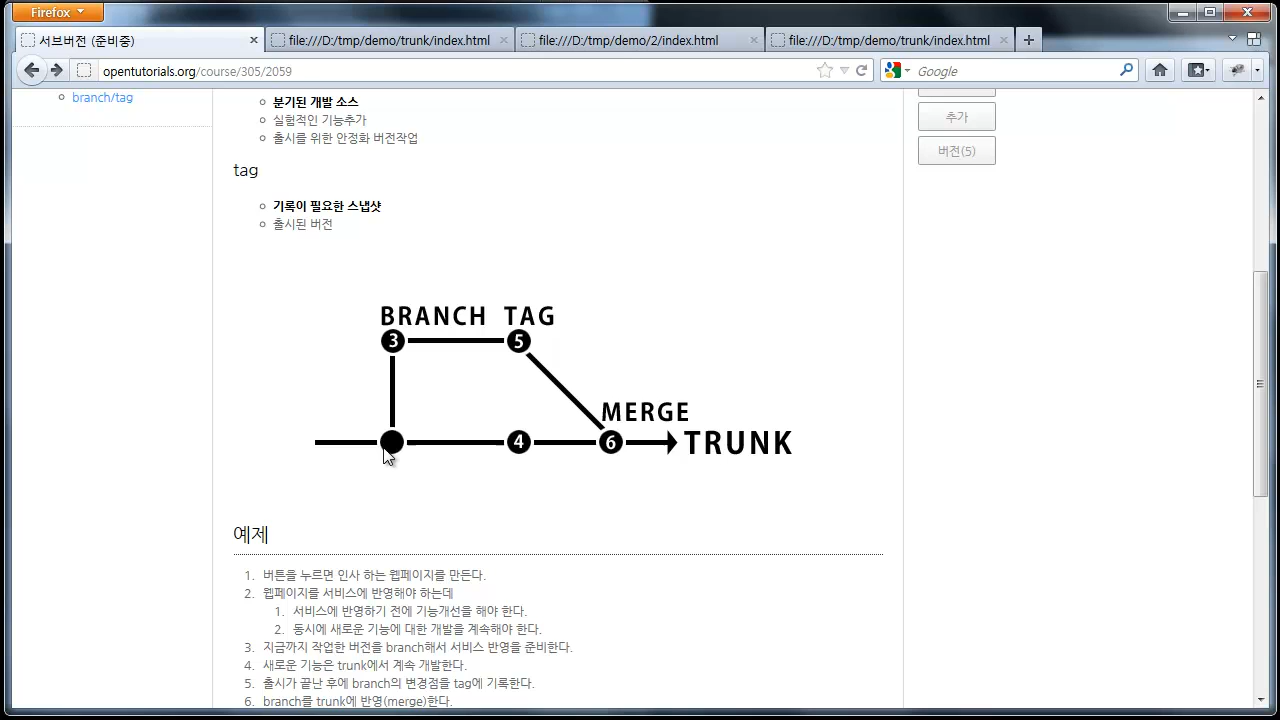 Firefox
서브버전 (준비중)
file:///D:/tmp/demo/trunk/index.html
file:///D:/tmp/demo/2/index.html
file:///D:/tmp/demo/trunk/index.html
opentutorials.org/course/305/2059
Google
branch/tag
분기된 개발 소스
실험적인 기능추가
출시를 위한 안정화 버전작업
추가
버전(5)
tag
기록이 필요한 스냅샷
출시된 버전
BRANCH TAG
3 5
MERGE
4 6 TRUNK
예제
1. 버튼을 누르면 인사 하는 웹페이지를 만든다.
2. 웹페이지를 서비스에 반영해야 하는데
1. 서비스에 반영하기 전에 기능개선을 해야 한다.
2. 동시에 새로운 기능에 대한 개발을 계속해야 한다.
3. 지금까지 작업한 버전을 branch해서 서비스 반영을 준비한다.
4. 새로운 기능은 trunk에서 계속 개발한다.
5. 출시가 끝난 후에 branch의 변경점을 tag에 기록한다.
6. branch를 trunk에 반영(merge)한다.